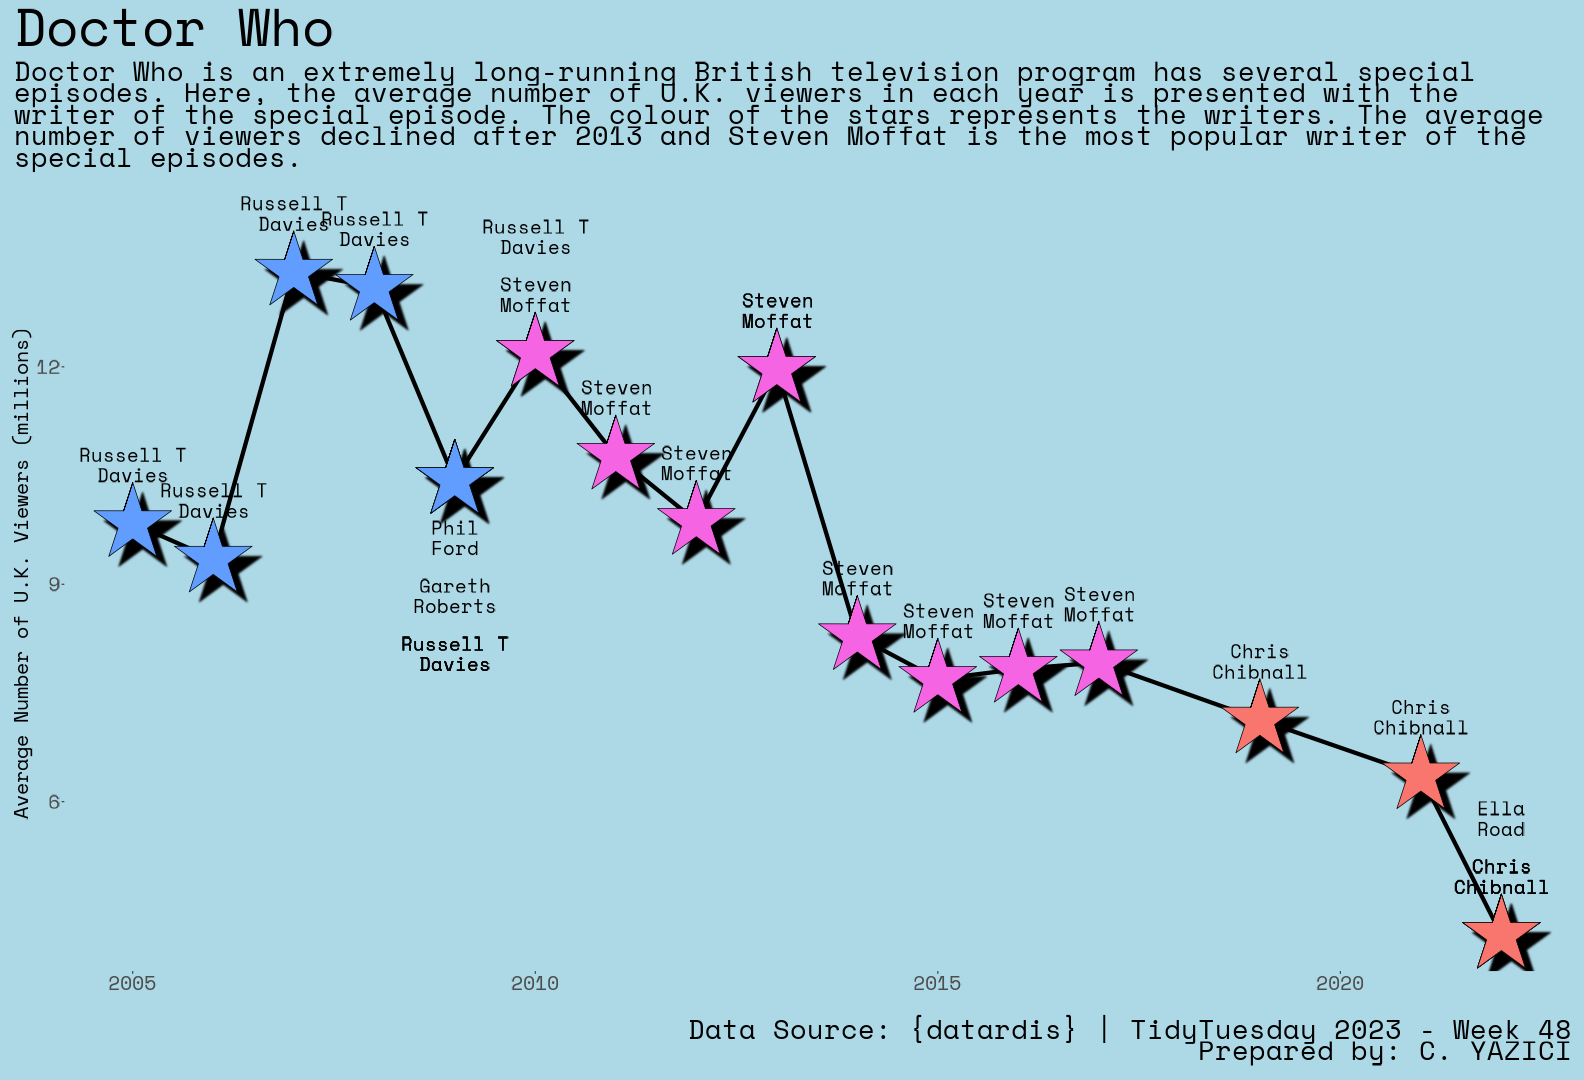 Doctor Who
Doctor Who is an extremely long-running British television program has several special
episodes. Here, the average number of U.K. viewers in each year is presented with the
writer of the special episode. The colour of the stars represents the writers. The average
number of viewers declined after 2013 and Steven Moffat is the most popular writer of the
special episodes.
Average Number of U.K. Viewers (millions)
12
9
6
Russell T
Davies
Russell T
Davies
Russell T
Davies
Russell T
Davies
Phil
Ford
Gareth
Roberts
Russell T
Davies
Russell T
Davies
Steven
Moffat
Steven
Moffat
Steven
Moffat
Steven
Moffat
Steven
Moffat
Steven
Moffat
Steven
Moffat
Steven
Moffat
Chris
Chibnall
Chris
Chibnall
Ella
Road
Chris
Chibnall
2005
2010
2015
2020
Data Source: {datardis} | TidyTuesday 2023 - Week 48
Prepared by: C. YAZICI